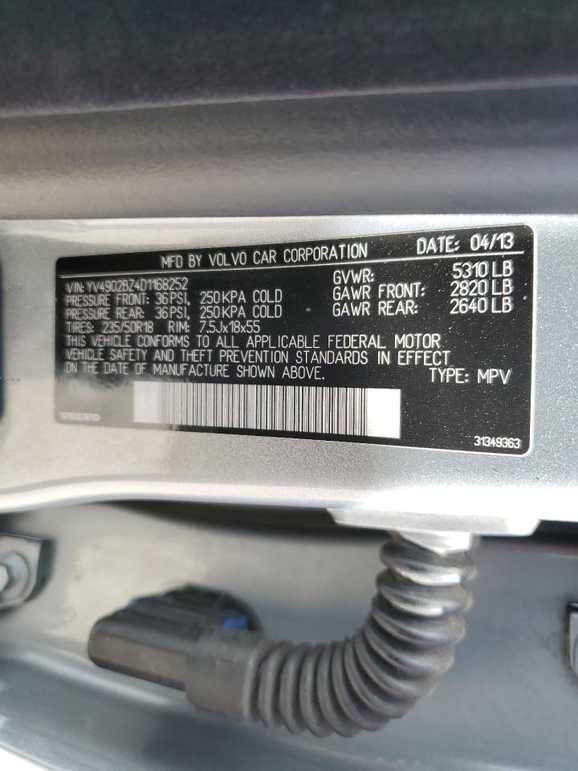 MFD BY VOLVO CAR CORPORATION DATE: 04/13
VIN: YV4902BZ4D1168252 GVWR: 5310 LB
PRESSURE FRONT: 36 PSI, 250 KPA COLD GAWR FRONT: 2820 LB
PRESSURE REAR: 36 PSI, 250 KPA COLD GAWR REAR: 2640 LB
TIRES: 235/50R18 RIM: 7.5Jx18x55
THIS VEHICLE CONFORMS TO ALL APPLICABLE FEDERAL MOTOR
VEHICLE SAFETY AND THEFT PREVENTION STANDARDS IN EFFECT
ON THE DATE OF MANUFACTURE SHOWN ABOVE. TYPE: MPV
31349363